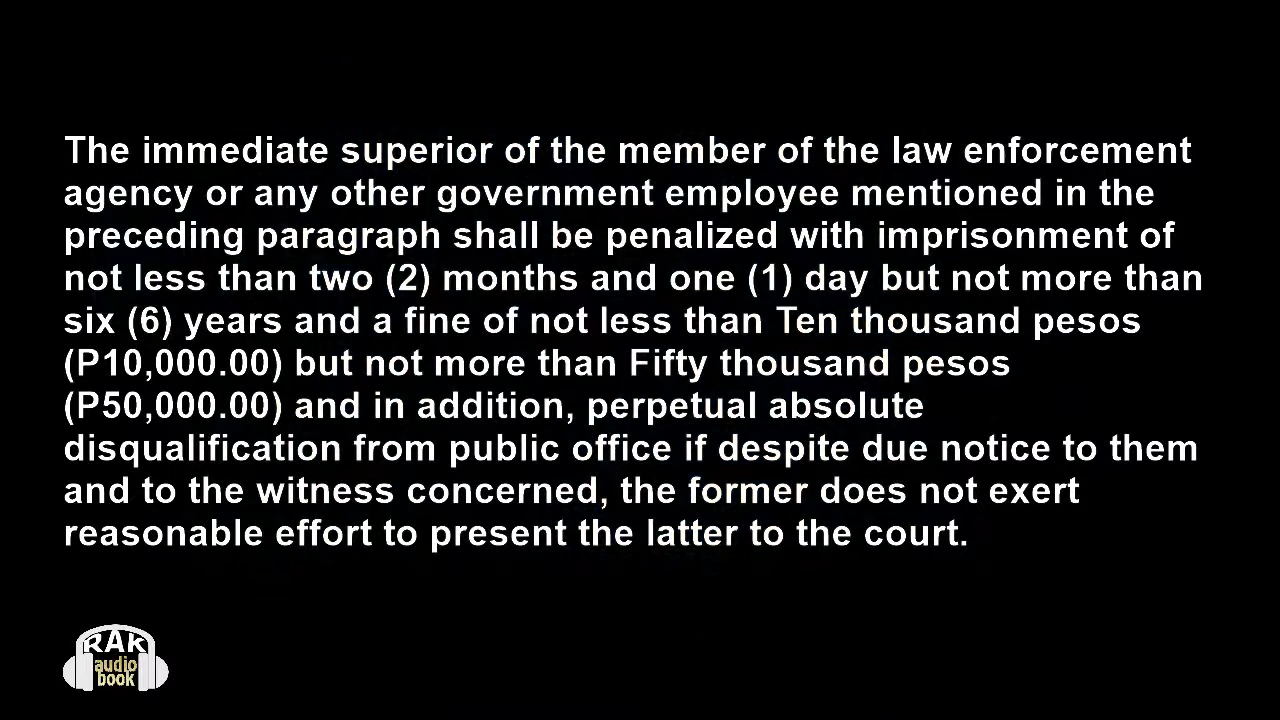 The immediate superior of the member of the law enforcement
agency or any other government employee mentioned in the
preceding paragraph shall be penalized with imprisonment of
not less than two (2) months and one (1) day but not more than
six (6) years and a fine of not less than Ten thousand pesos
(P10,000.00) but not more than Fifty thousand pesos
(P50,000.00) and in addition, perpetual absolute
disqualification from public office if despite due notice to them
and to the witness concerned, the former does not exert
reasonable effort to present the latter to the court.
RAK
audio
book